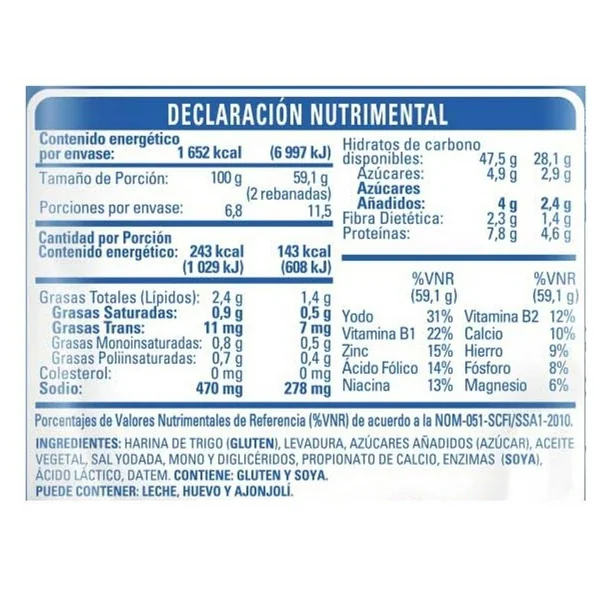 DECLARACIÓN NUTRIMENTAL
Contenido energético
por envase: 1 652 kcal (6 997 kJ)
Tamaño de Porción: 100 g 59,1 g
(2 rebanadas)
Porciones por envase: 6,8 11,5
Cantidad por Porción
Contenido energético: 243 kcal 143 kcal
(1 029 kJ) (608 kJ)
Grasas Totales (Lípidos): 2,4 g 1,4 g
Grasas Saturadas: 0,9 g 0,5 g
Grasas Trans: 11 mg 7 mg
Grasas Monoinsaturadas: 0,8 g 0,5 g
Grasas Poliinsaturadas: 0,7 g 0,4 g
Colesterol: 0 mg 0 mg
Sodio: 470 mg 278 mg
Hidratos de carbono
disponibles: 47,5 g 28,1 g
Azúcares: 4,9 g 2,9 g
Azúcares
Añadidos: 4 g 2,4 g
Fibra Dietética: 2,3 g 1,4 g
Proteínas: 7,8 g 4,6 g
%VNR %VNR
(59,1 g) (59,1 g)
Yodo 31% Vitamina B2 12%
Vitamina B1 22% Calcio 10%
Zinc 15% Hierro 9%
Ácido Fólico 14% Fósforo 8%
Niacina 13% Magnesio 6%
Porcentajes de Valores Nutrimentales de Referencia (%VNR) de acuerdo a la NOM-051-SCFI/SSA1-2010.
INGREDIENTES: HARINA DE TRIGO (GLUTEN), LEVADURA, AZÚCARES AÑADIDOS (AZÚCAR), ACEITE
VEGETAL, SAL YODADA, MONO Y DIGLICÉRIDOS, PROPIONATO DE CALCIO, ENZIMAS (SOYA),
ÁCIDO LÁCTICO, DATEM. CONTIENE: GLUTEN Y SOYA.
PUEDE CONTENER: LECHE, HUEVO Y AJONJOLÍ.